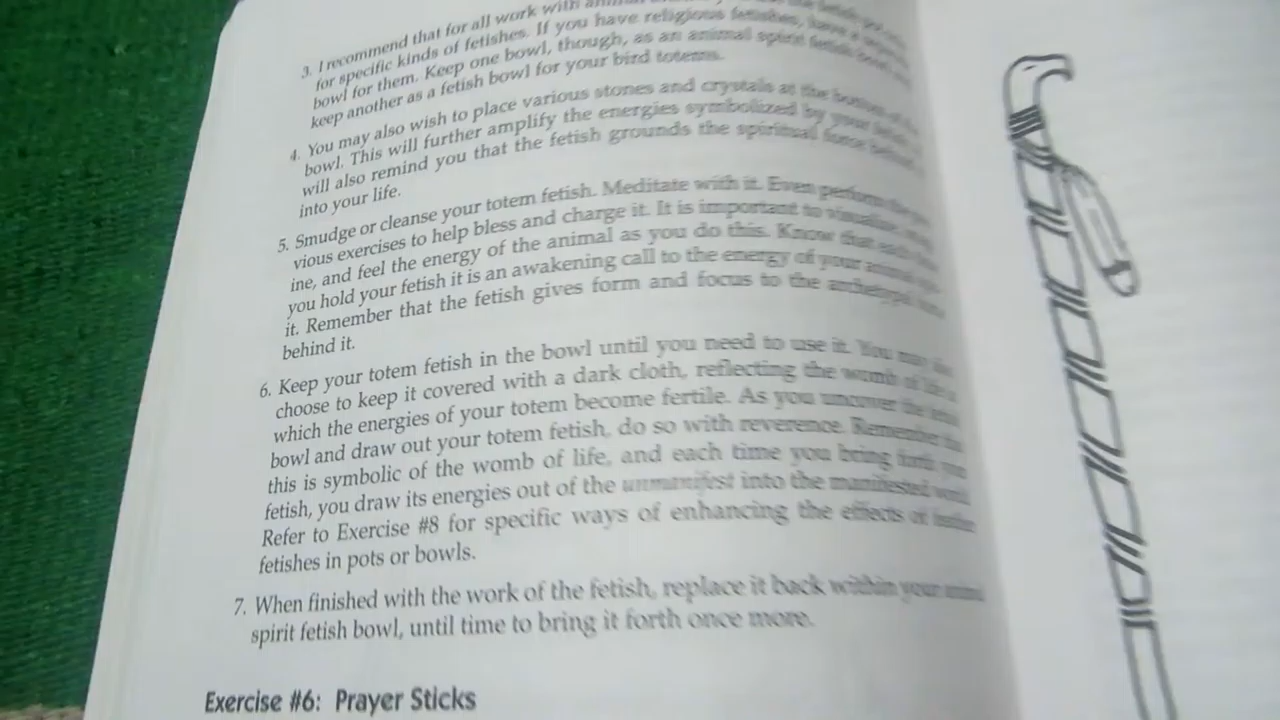 3. I recommend that for all work with
for specific kinds of fetishes. If you have religious fetishes, have a
bowl for them. Keep one bowl, though, as an animal spirit fetish bowl
keep another as a fetish bowl for your bird totems.
4. You may also wish to place various stones and crystals at the bottom of the
bowl. This will further amplify the energies symbolized by your
will also remind you that the fetish grounds the spiritual force behind
into your life.
5. Smudge or cleanse your totem fetish. Meditate with it. Even perform the pre-
vious exercises to help bless and charge it. It is important to visualize,
ine, and feel the energy of the animal as you do this. Know that each
you hold your fetish it is an awakening call to the energy of your animal
it. Remember that the fetish gives form and focus to the archetypal
behind it.
6. Keep your totem fetish in the bowl until you need to use it. You may
choose to keep it covered with a dark cloth, reflecting the womb of
which the energies of your totem become fertile. As you uncover the
bowl and draw out your totem fetish, do so with reverence. Remember
this is symbolic of the womb of life, and each time you bring forth your
fetish, you draw its energies out of the unmanifest into the manifested
Refer to Exercise #8 for specific ways of enhancing the effects of
fetishes in pots or bowls.
7. When finished with the work of the fetish, replace it back within your animal
spirit fetish bowl, until time to bring it forth once more.
Exercise #6: Prayer Sticks